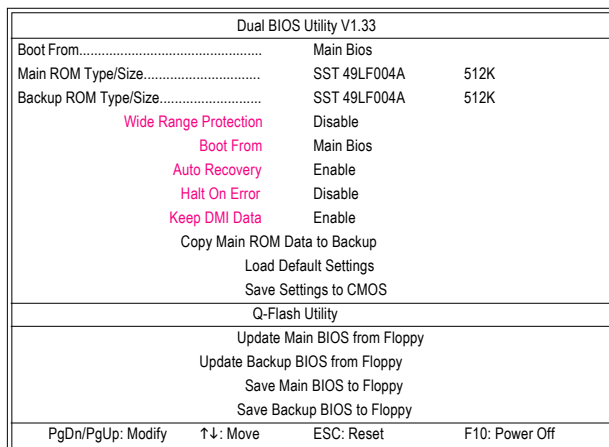 Dual BIOS Utility V1.33
Boot From................................................ Main Bios
Main ROM Type/Size............................... SST 49LF004A 512K
Backup ROM Type/Size........................... SST 49LF004A 512K
Wide Range Protection Disable
Boot From Main Bios
Auto Recovery Enable
Halt On Error Disable
Keep DMI Data Enable
Copy Main ROM Data to Backup
Load Default Settings
Save Settings to CMOS
Q-Flash Utility
Update Main BIOS from Floppy
Update Backup BIOS from Floppy
Save Main BIOS to Floppy
Save Backup BIOS to Floppy
PgDn/PgUp: Modify ↑↓: Move ESC: Reset F10: Power Off